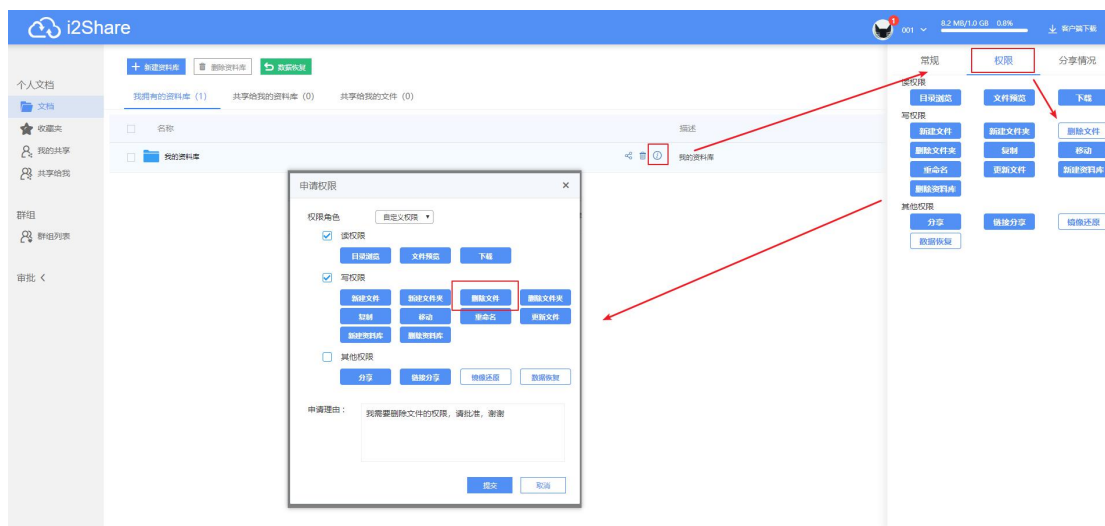 i2Share
1
001
8.2 MB/1.0 GB 0.8%
客户端下载
+ 新建资料库
删除资料库
数据恢复
个人文档
文档
收藏夹
我的共享
共享给我
群组
群组列表
审批
我拥有的资料库 (1) 共享给我的资料库 (0) 共享给我的文件 (0)
名称 描述
我的资料库 我的资料库
申请权限 ×
权限角色 自定义权限
读权限
目录浏览 文件预览 下载
写权限
新建文件 新建文件夹 删除文件 删除文件夹
复制 移动 重命名 更新文件
新建资料库 删除资料库
其他权限
分享 链接分享 镜像还原 数据恢复
申请理由：
我需要删除文件的权限，请批准，谢谢
提交 取消
常规 权限 分享情况
读权限
目录浏览 文件预览 下载
写权限
新建文件 新建文件夹 删除文件
删除文件夹 复制 移动
重命名 更新文件 新建资料库
删除资料库
其他权限
分享 链接分享 镜像还原
数据恢复